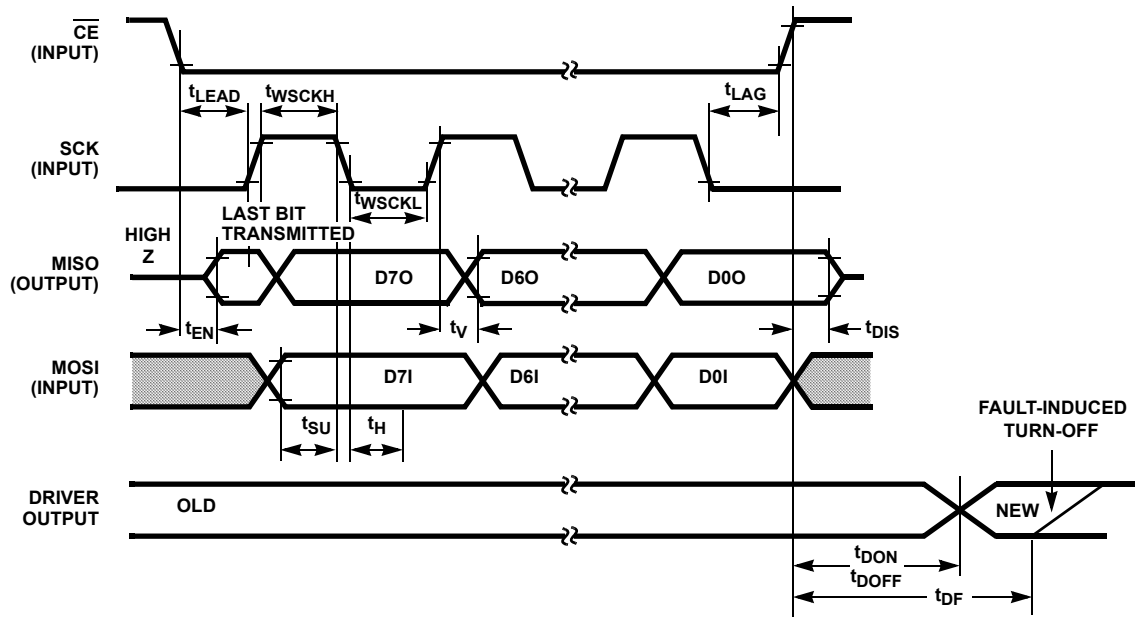 CE
(INPUT)
tLEAD
tWSCKH
tLAG
SCK
(INPUT)
tWSCKL
LAST BIT
TRANSMITTED
HIGH
Z
MISO
(OUTPUT)
D7O
D6O
D0O
tEN
tV
tDIS
MOSI
(INPUT)
D7I
D6I
D0I
tSU
tH
FAULT-INDUCED
TURN-OFF
DRIVER
OUTPUT
OLD
NEW
tDON
tDOFF
tDF